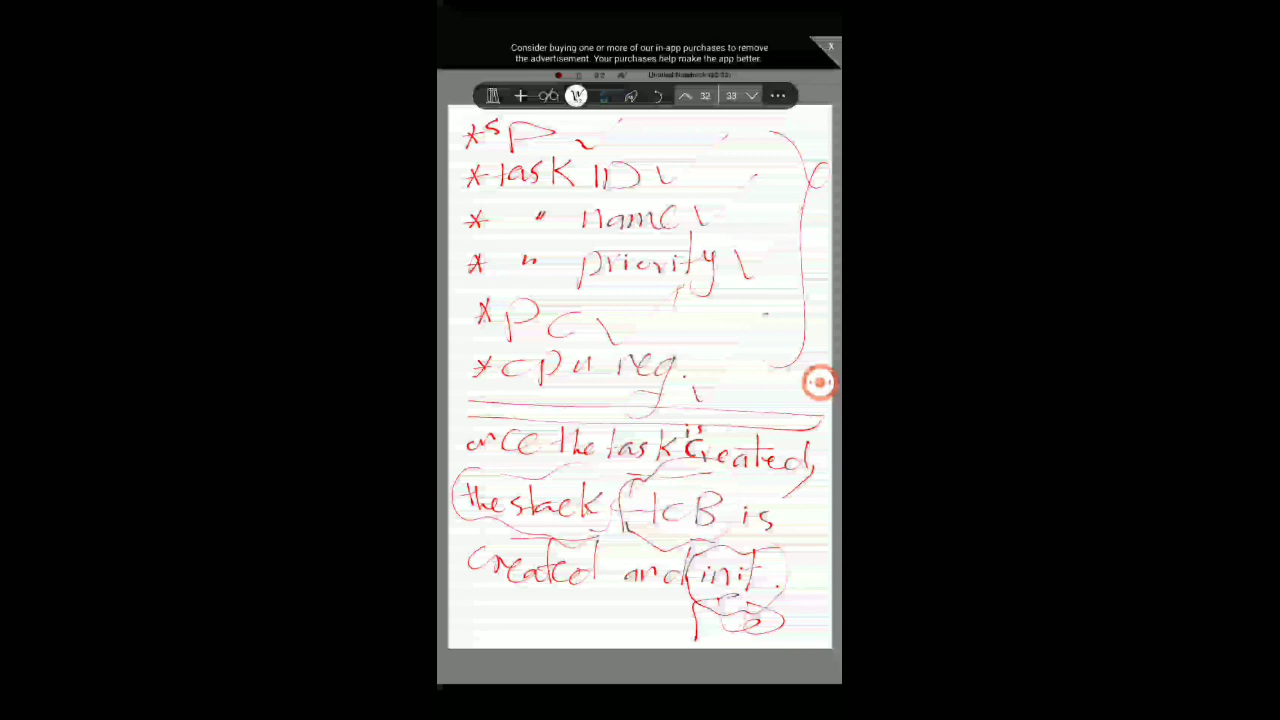 Consider buying one or more of our in-app purchases to remove
the advertisement. Your purchases help make the app better.
x
32 33
*SP
*task ID
* " name
* " priority
*PC
*cpu reg.
once the task is created,
the stack TCB is
created and init.